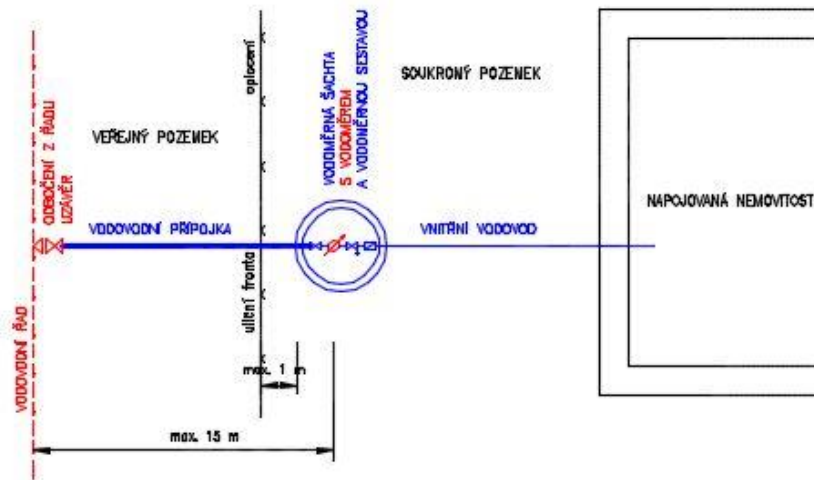 VODOVODNÍ ŘAD
ODBOČENÍ Z ŘADU
UZÁVĚR
VEŘEJNÝ POZEMEK
VODOVODNÍ PŘÍPOJKA
oplocení
uliční fronta
VODOMĚRNÁ ŠACHTA
S VODOMĚREM
A VODOMĚRNOU SESTAVOU
SOUKROMÝ POZEMEK
VNITŘNÍ VODOVOD
NAPOJOVANÁ NEMOVITOST
max. 1 m
max. 15 m